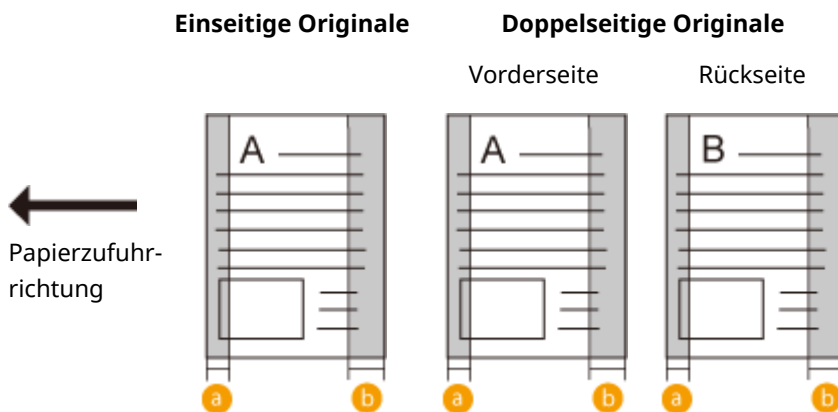 Einseitige Originale
Doppelseitige Originale
Vorderseite
Rückseite
A
A
B
Papierzufuhr-
richtung
a
b
a
b
a
b